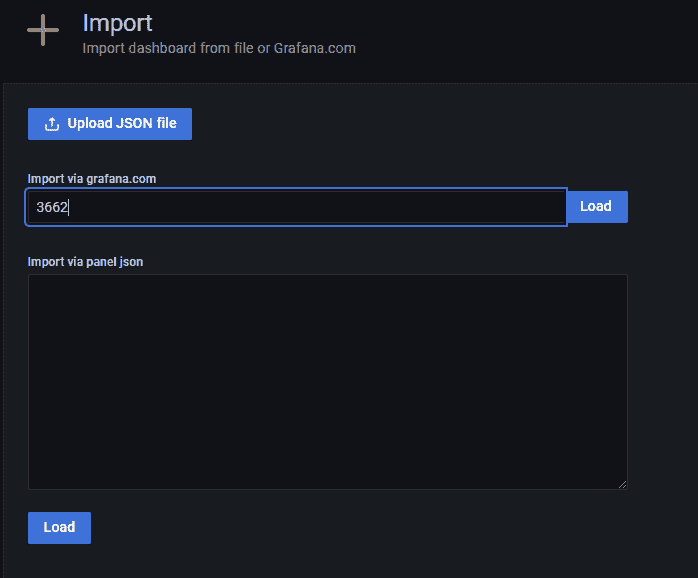 Import
Import dashboard from file or Grafana.com
Upload JSON file
Import via grafana.com
3662
Load
Import via panel json
Load